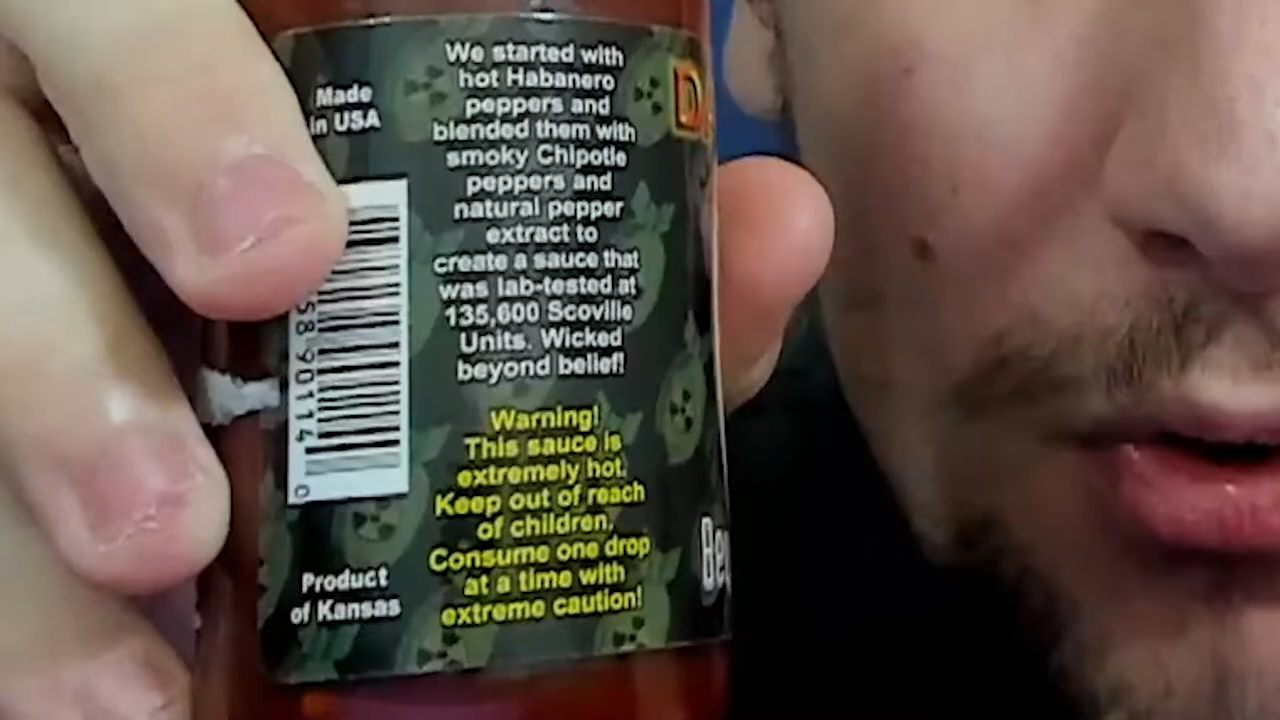 Made
in USA
We started with
hot Habanero
peppers and
blended them with
smoky Chipotle
peppers and
natural pepper
extract to
create a sauce that
was lab-tested at
135,600 Scoville
Units. Wicked
beyond belief!
Warning!
This sauce is
extremely hot.
Keep out of reach
of children.
Consume one drop
at a time with
extreme caution!
58 90114 0
Product
of Kansas